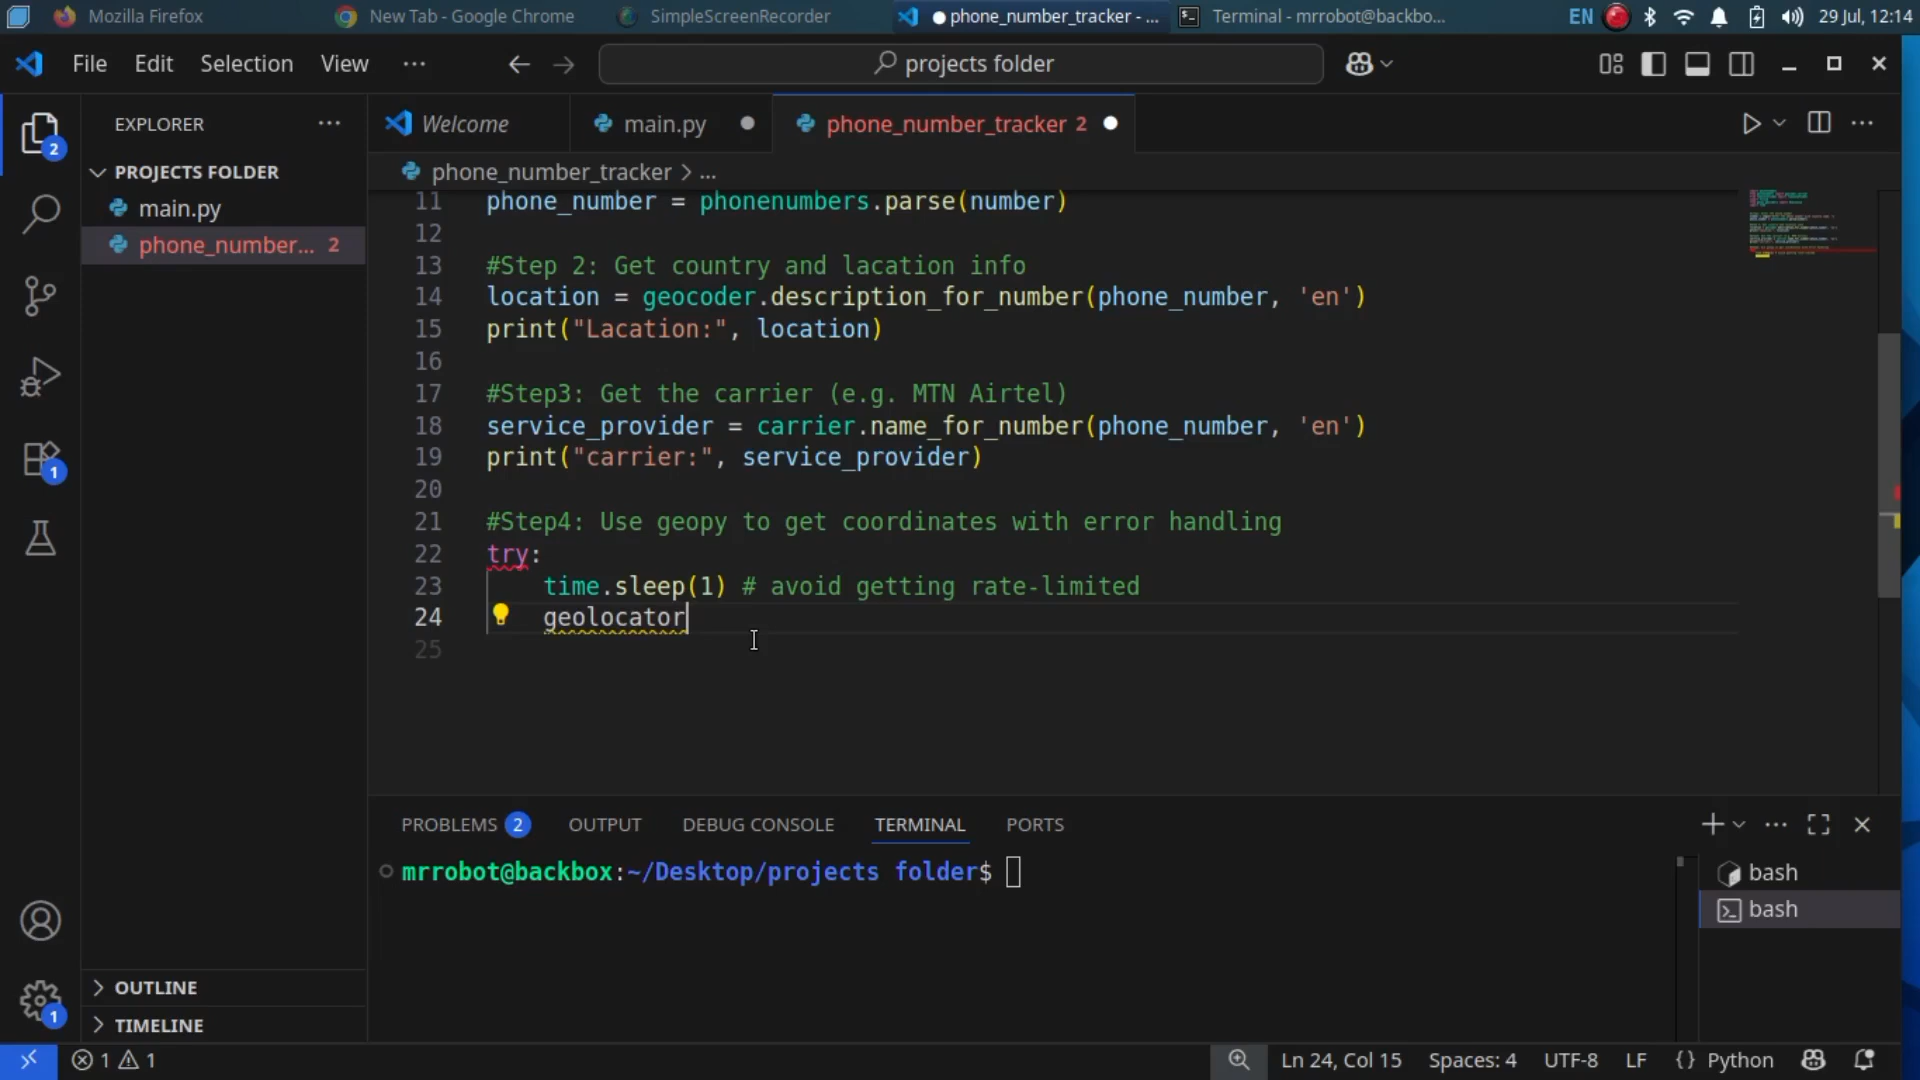 Mozilla Firefox
New Tab - Google Chrome
SimpleScreenRecorder
phone_number_tracker - ...
Terminal - mrrobot@backbo...
EN
29 Jul, 12:14
File Edit Selection View ...
projects folder
EXPLORER
Welcome
main.py
phone_number_tracker 2
PROJECTS FOLDER
main.py
phone_number... 2
phone_number_tracker > ...
11 phone_number = phonenumbers.parse(number)
12
13 #Step 2: Get country and lacation info
14 location = geocoder.description_for_number(phone_number, 'en')
15 print("Lacation:", location)
16
17 #Step3: Get the carrier (e.g. MTN Airtel)
18 service_provider = carrier.name_for_number(phone_number, 'en')
19 print("carrier:", service_provider)
20
21 #Step4: Use geopy to get coordinates with error handling
22 try:
23 time.sleep(1) # avoid getting rate-limited
24 geolocator
25
2
1
1
PROBLEMS 2 OUTPUT DEBUG CONSOLE TERMINAL PORTS
mrrobot@backbox:~/Desktop/projects folder$
bash
bash
OUTLINE
TIMELINE
1 1
Ln 24, Col 15 Spaces: 4 UTF-8 LF {} Python